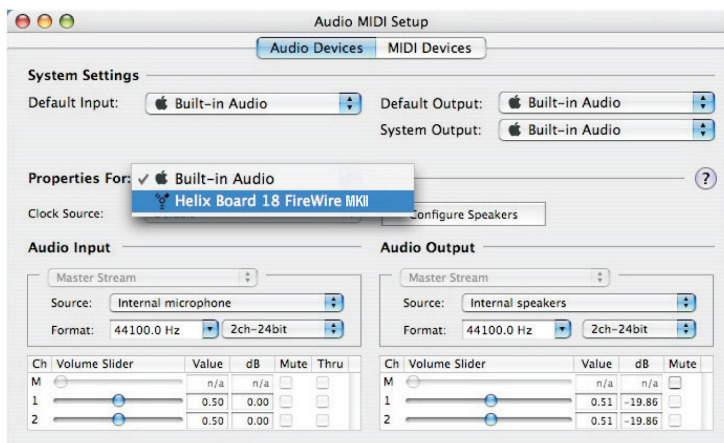 Audio MIDI Setup
Audio Devices MIDI Devices
System Settings
Default Input: Built-in Audio Default Output: Built-in Audio
System Output: Built-in Audio
Properties For: ✓ Built-in Audio ?
Helix Board 18 FireWire MKII
Clock Source: Configure Speakers
Audio Input Audio Output
Master Stream Master Stream
Source: Internal microphone Source: Internal speakers
Format: 44100.0 Hz 2ch-24bit Format: 44100.0 Hz 2ch-24bit
Ch Volume Slider Value dB Mute Thru Ch Volume Slider Value dB Mute
M n/a n/a M n/a n/a
1 0.50 0.00 1 0.51 -19.86
2 0.50 0.00 2 0.51 -19.86